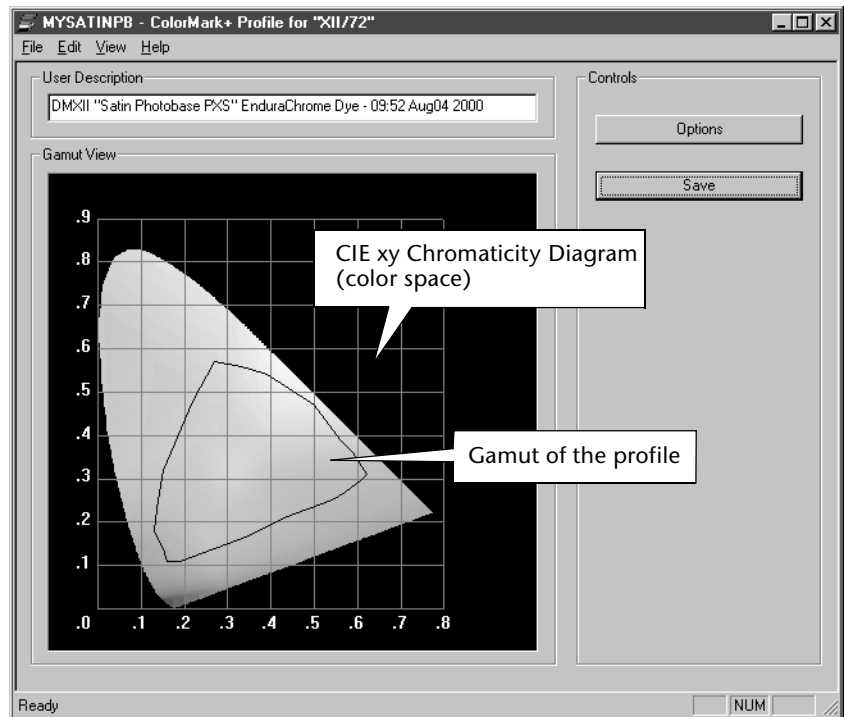 MYSATINPB - ColorMark+ Profile for "XII/72"
File Edit View Help
User Description
DMXII "Satin Photobase PXS" EnduraChrome Dye - 09:52 Aug04 2000
Controls
Options
Save
Gamut View
.9
.8
.7
.6
.5
.4
.3
.2
.1
.0 .1 .2 .3 .4 .5 .6 .7 .8
CIE xy Chromaticity Diagram
(color space)
Gamut of the profile
Ready
NUM